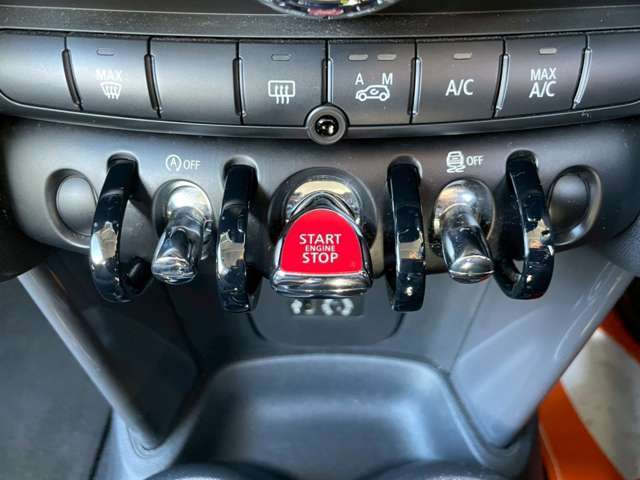 MAX
A M
A/C
MAX
A/C
A OFF
OFF
START
ENGINE
STOP